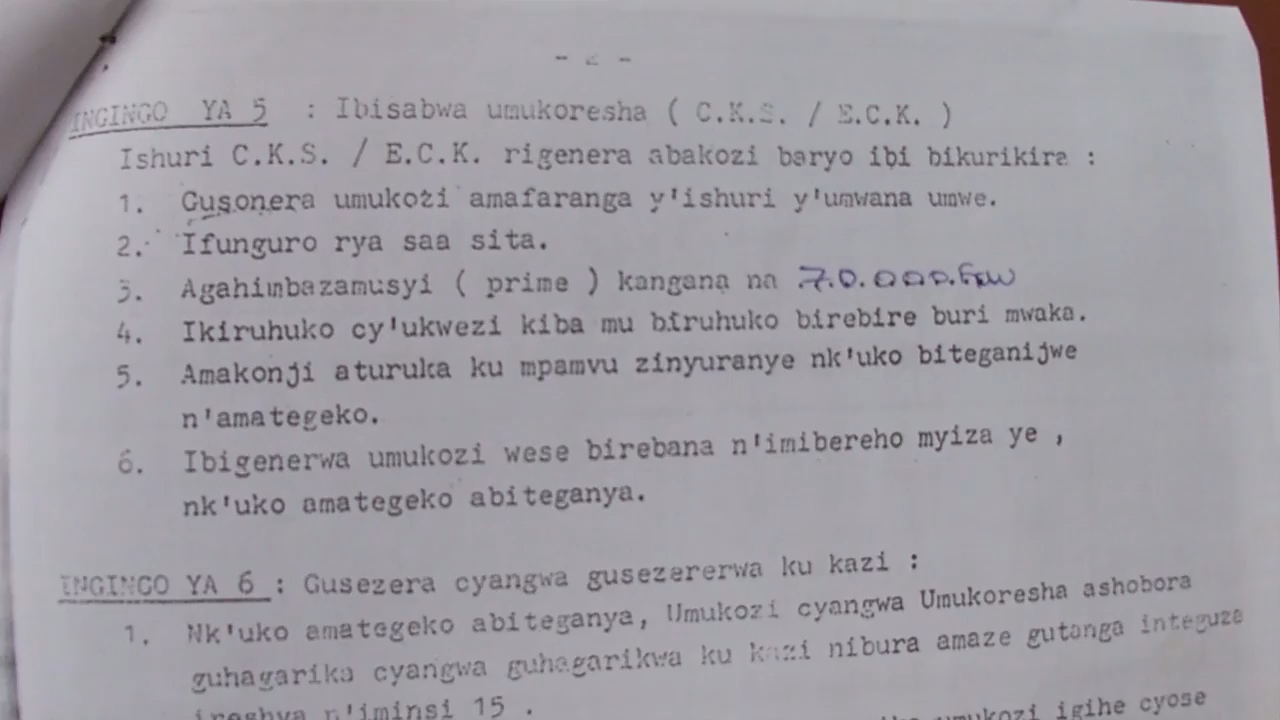 - 2 -
INGINGO YA 5 : Ibisabwa umukoresha ( C.K.S. / E.C.K. )
Ishuri C.K.S. / E.C.K. rigenera abakozi baryo ibi bikurikira :
1. Gusonera umukozi amafaranga y'ishuri y'umwana umwe.
2. Ifunguro rya saa sita.
3. Agahimbazamusyi ( prime ) kangana na 70.000.Frw
4. Ikiruhuko cy'ukwezi kiba mu biruhuko birebire buri mwaka.
5. Amakonji aturuka ku mpamvu zinyuranye nk'uko biteganijwe
n'amategeko.
6. Ibigenerwa umukozi wese birebana n'imibereho myiza ye ,
nk'uko amategeko abiteganya.
INGINGO YA 6 : Gusezera cyangwa gusezererwa ku kazi :
1. Nk'uko amategeko abiteganya, Umukozi cyangwa Umukoresha ashobora
guhagarika cyangwa guhagarikwa ku kazi nibura amaze gutanga integuza
ireshya n'iminsi 15 .
umukozi igihe cyose